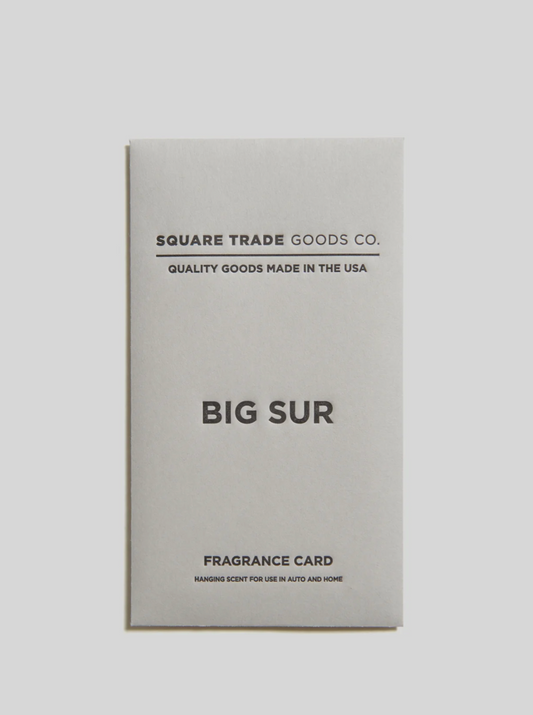 SQUARE TRADE GOODS CO.
QUALITY GOODS MADE IN THE USA
BIG SUR
FRAGRANCE CARD
HANGING SCENT FOR USE IN AUTO AND HOME